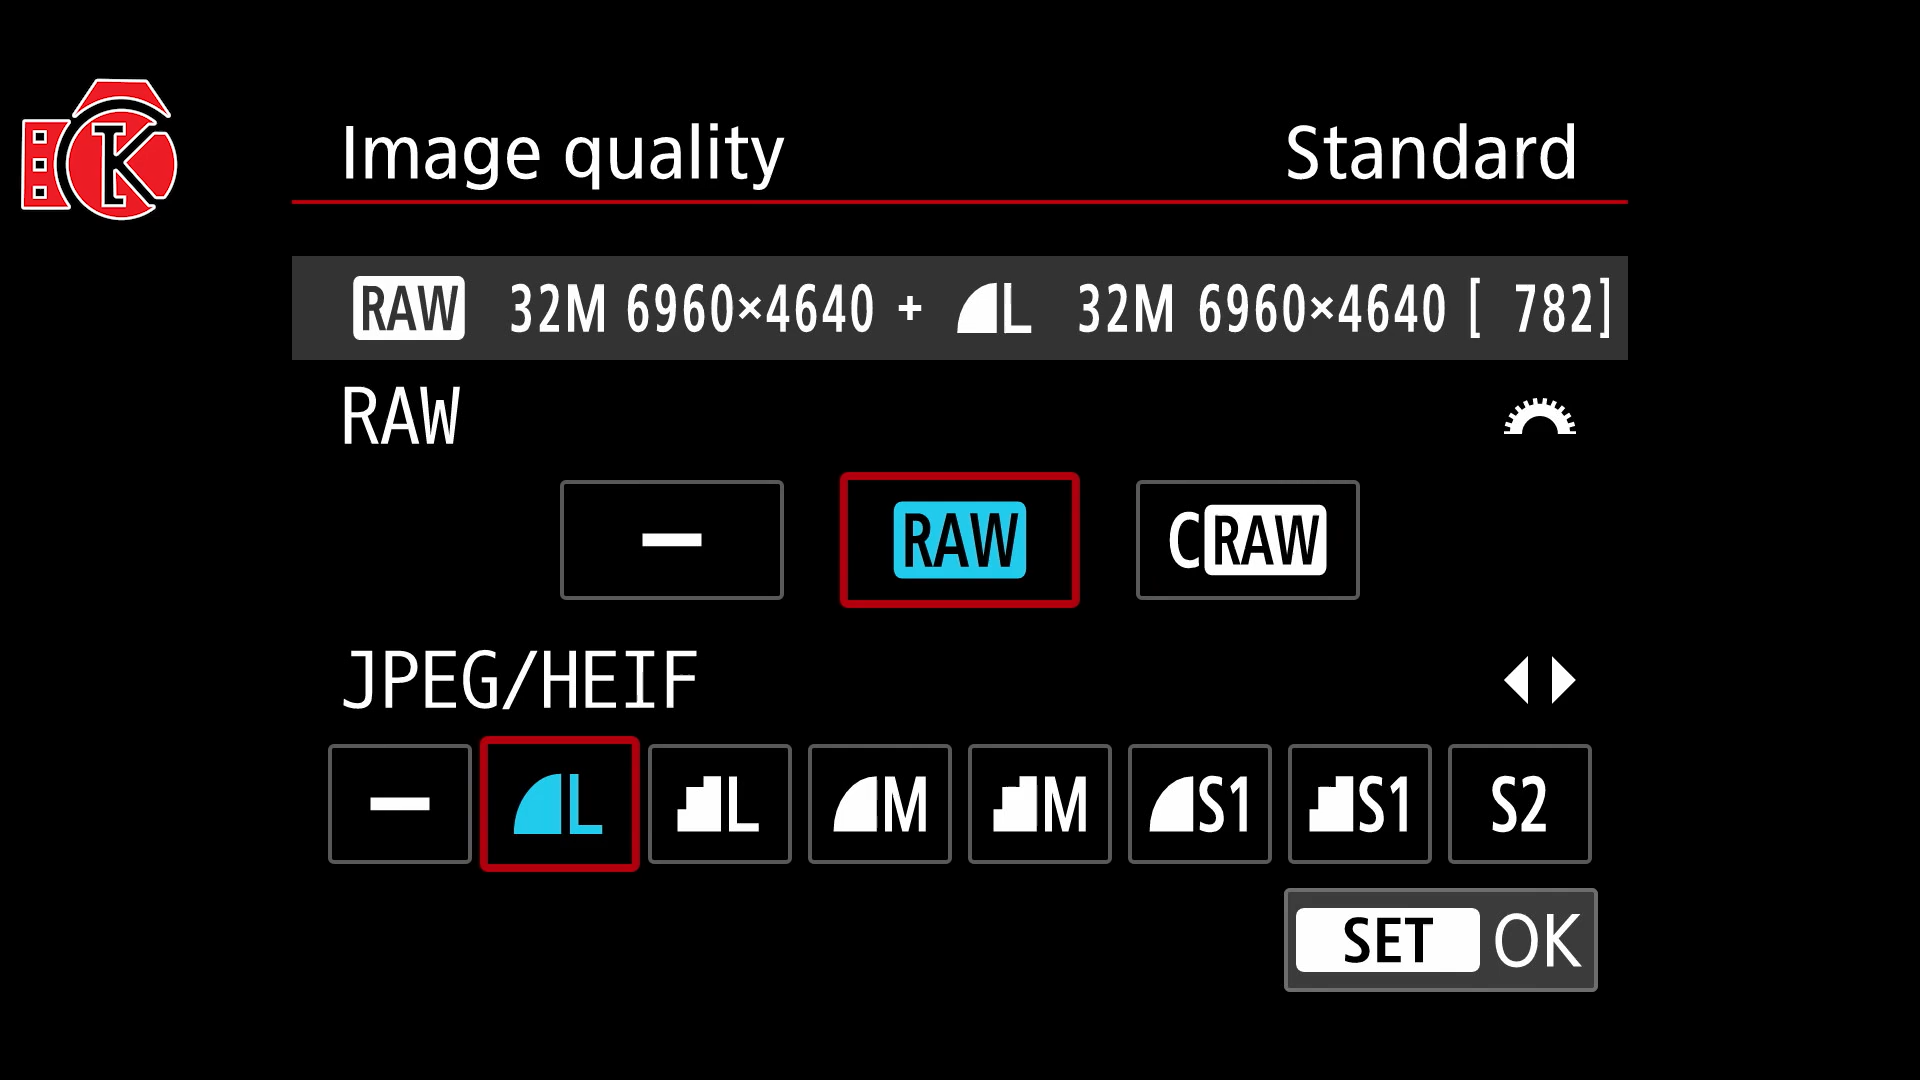 K
Image quality Standard
RAW 32M 6960×4640 + L 32M 6960×4640 [ 782]
RAW
— RAW CRAW
JPEG/HEIF
— L L M M S1 S1 S2
SET OK